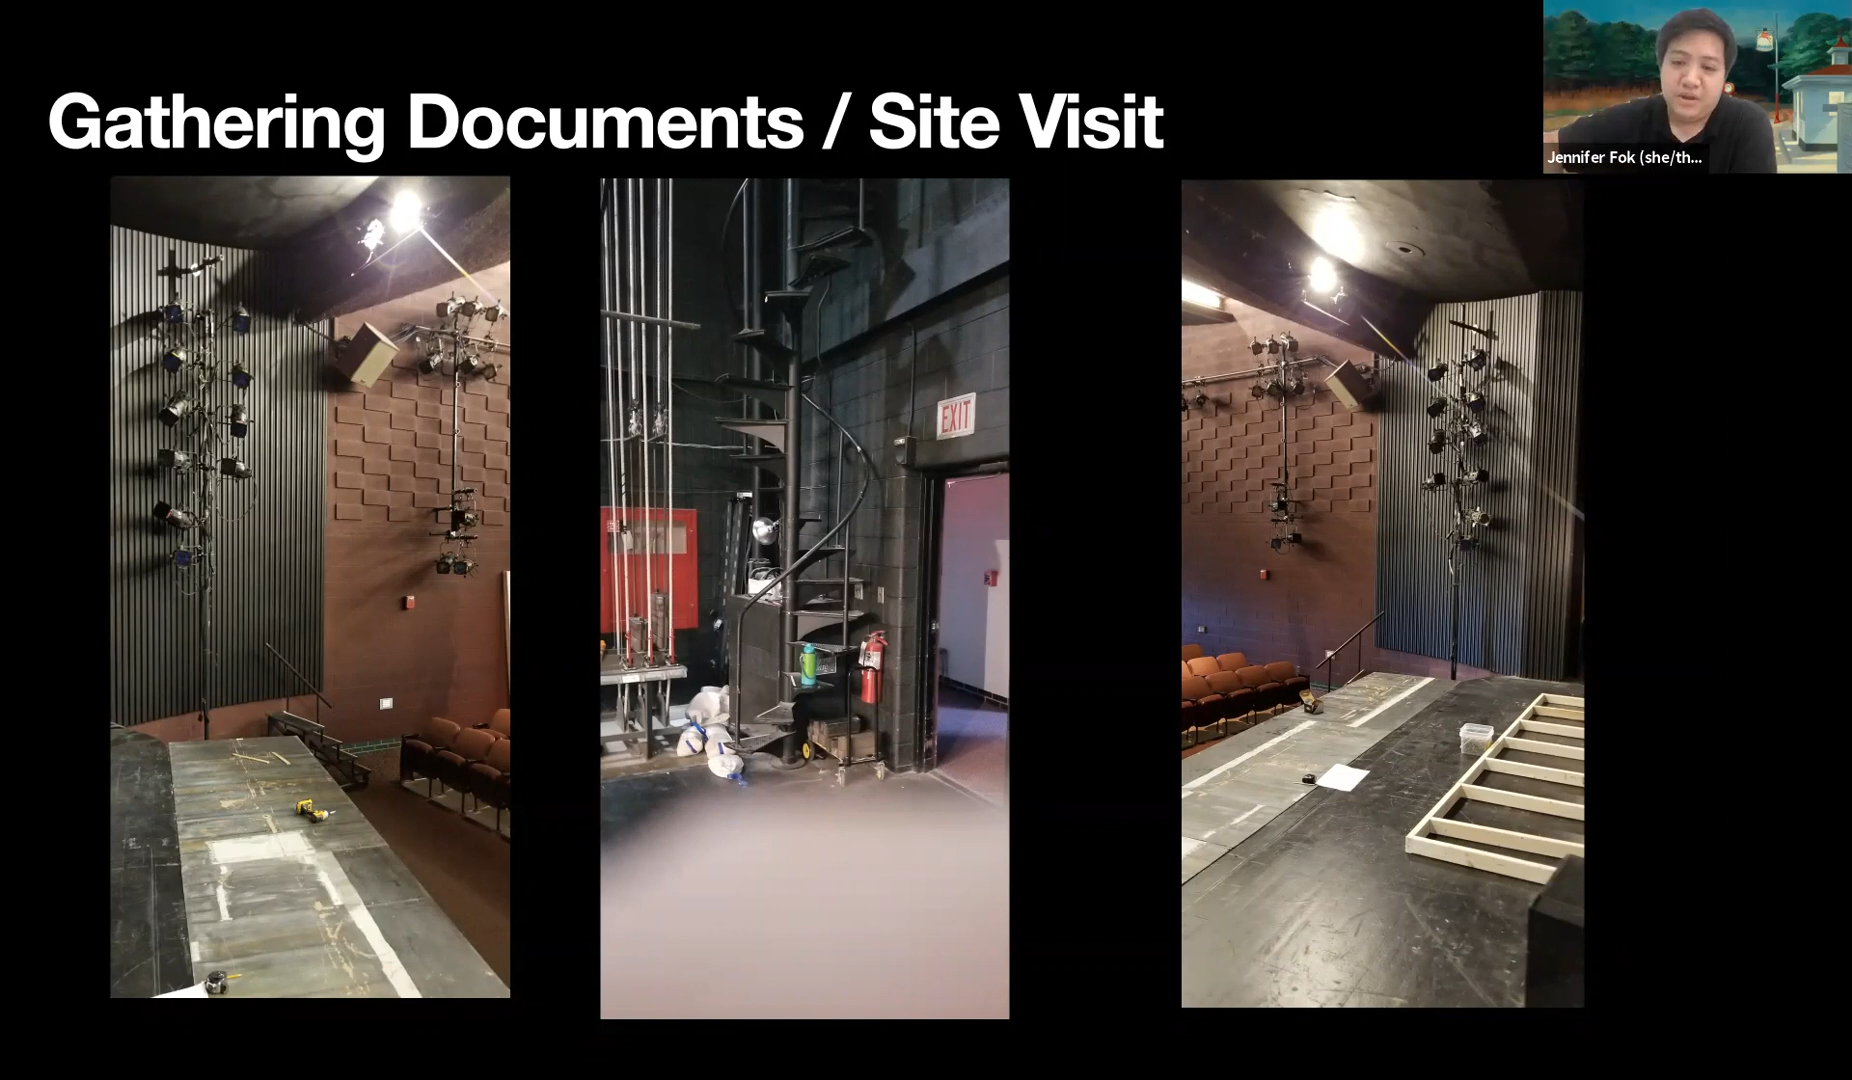 Gathering Documents / Site Visit
Jennifer Fok (she/th...
EXIT